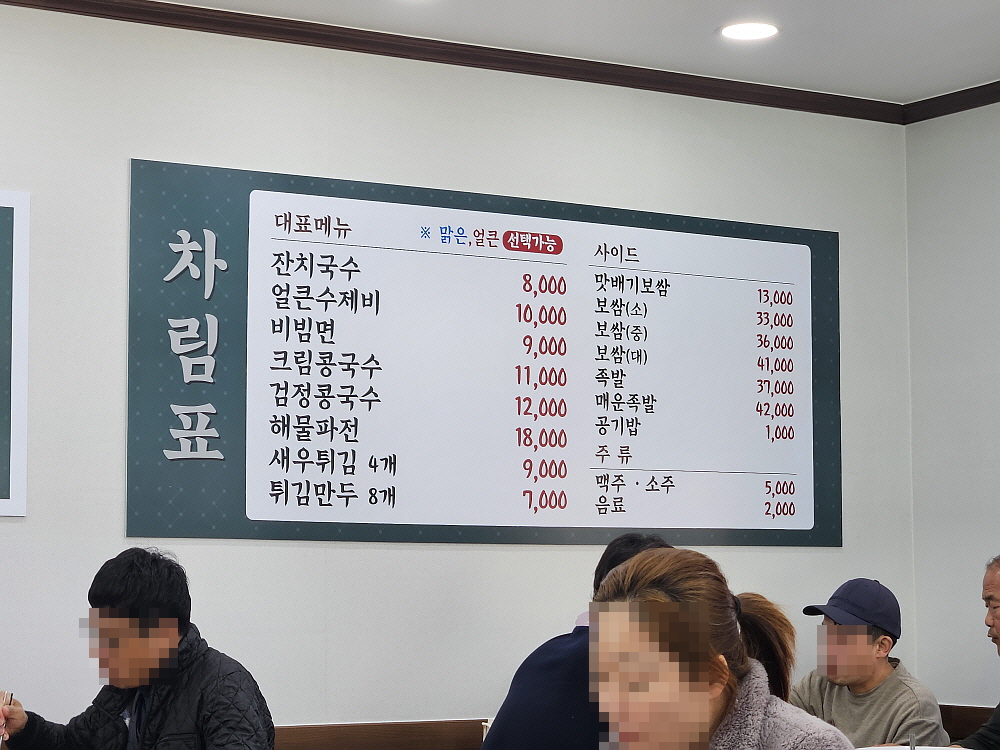 차림표
대표메뉴
※ 맑은,얼큰 선택가능
잔치국수 8,000
얼큰수제비 10,000
비빔면 9,000
크림콩국수 11,000
검정콩국수 12,000
해물파전 18,000
새우튀김 4개 9,000
튀김만두 8개 7,000
사이드
맛배기보쌈 13,000
보쌈(소) 33,000
보쌈(중) 36,000
보쌈(대) 41,000
족발 37,000
매운족발 42,000
공기밥 1,000
주 류
맥주 · 소주 5,000
음료 2,000